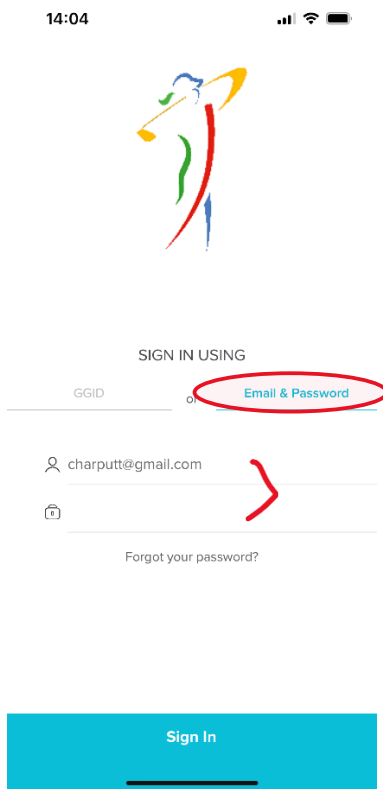 14:04
SIGN IN USING
GGID or Email & Password
charputt@gmail.com
Forgot your password?
Sign In